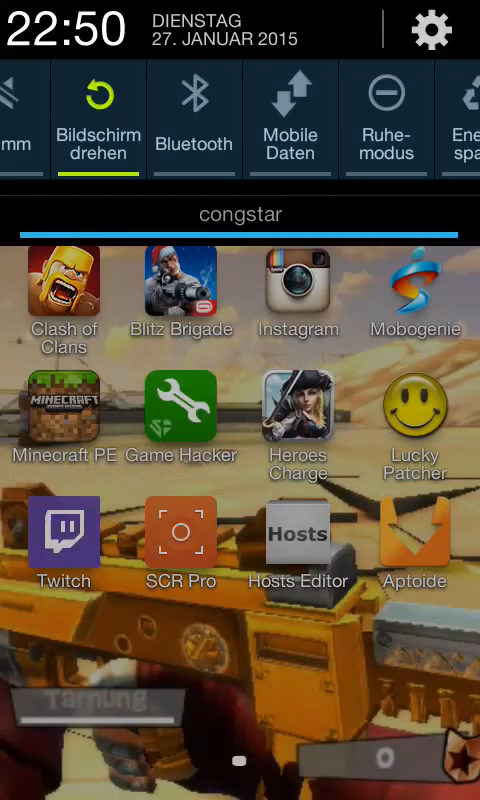 22:50
DIENSTAG
27. JANUAR 2015
mm
Bildschirm
drehen
Bluetooth
Mobile
Daten
Ruhe-
modus
Ene
spa
congstar
Clash of
Clans
Blitz Brigade
Instagram
Mobogenie
MINECRAFT
Minecraft PE
Game Hacker
Heroes
Charge
Lucky
Patcher
Twitch
SCR Pro
Hosts
Hosts Editor
Aptoide
Tarnung
0